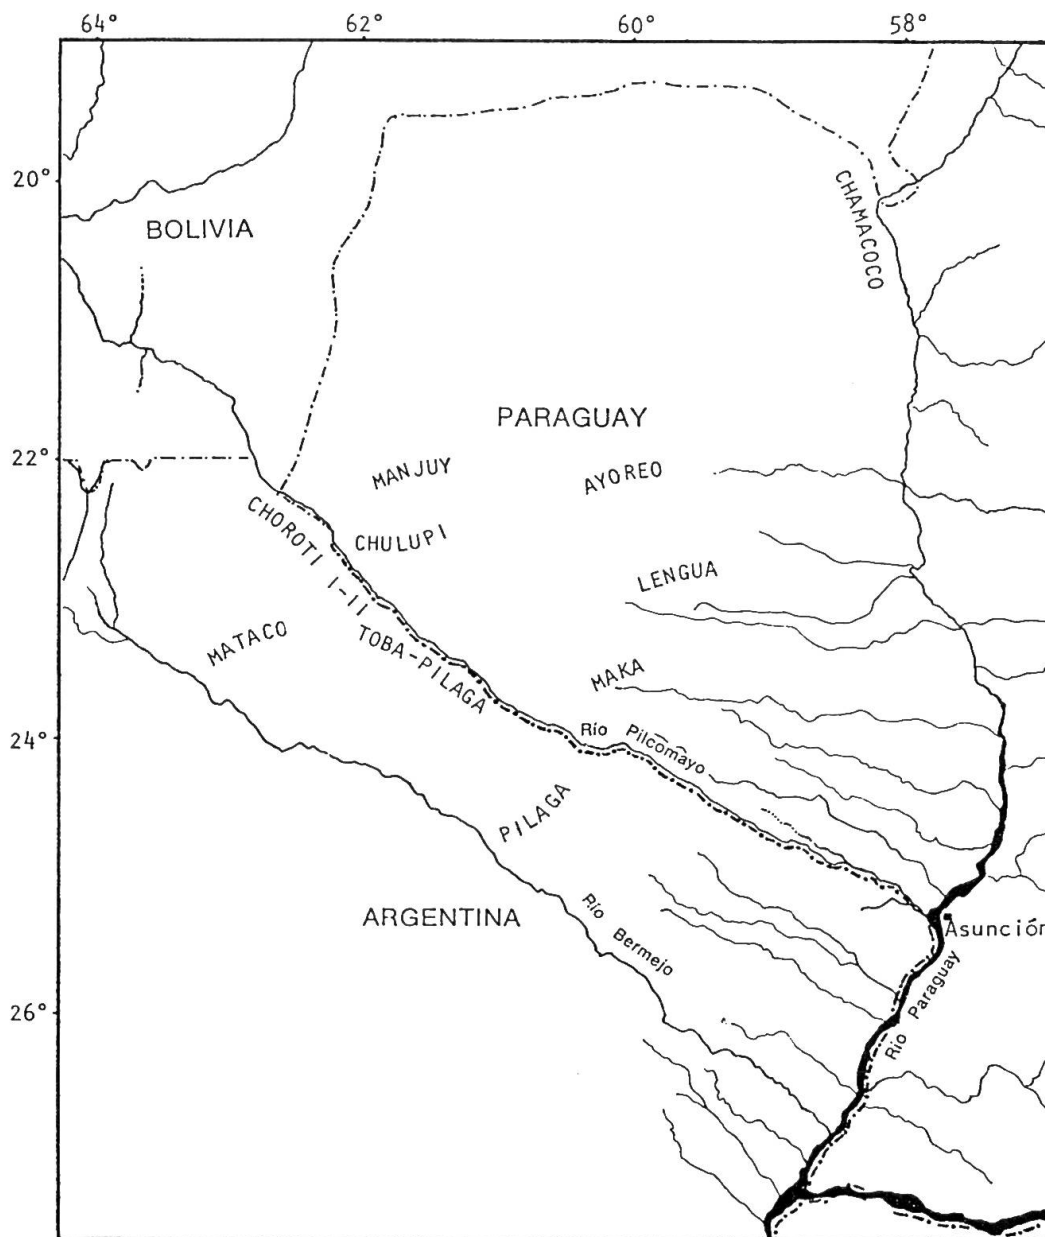 64° 62° 60° 58°
20°
CHAMACOCO
BOLIVIA
PARAGUAY
22°
MANJUY
AYOREO
CHOROTI I-II
CHULUPI
LENGUA
MATACO
TOBA-PILAGA
MAKA
24°
Río Pilcomayo
PILAGA
ARGENTINA
Río Bermejo
Asunción
26°
Río Paraguay